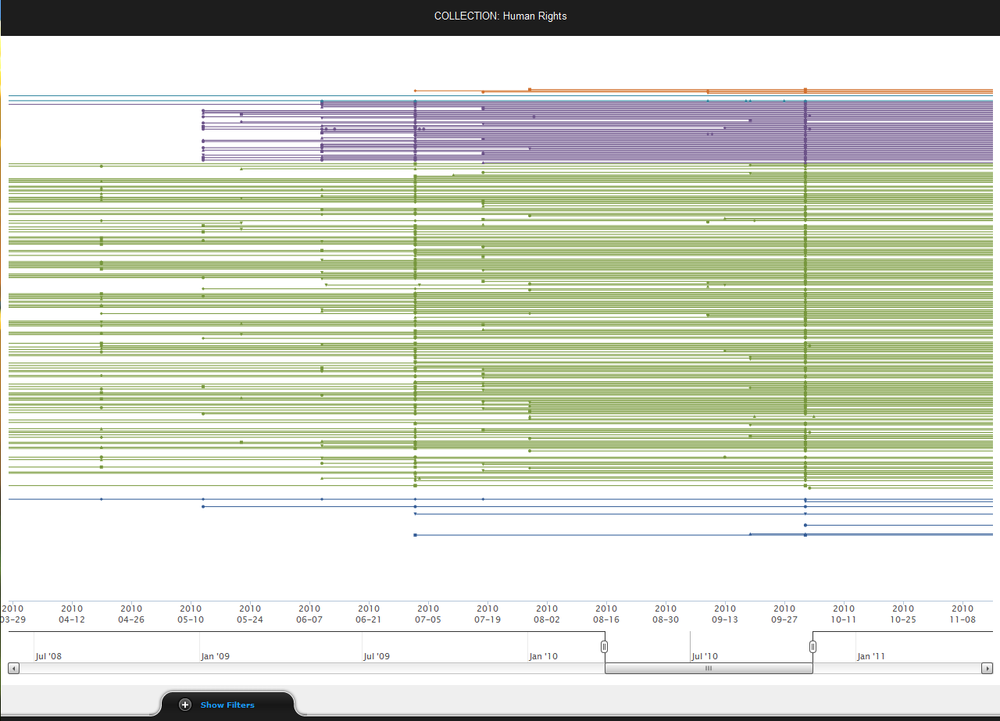 COLLECTION: Human Rights
2010 2010 2010 2010 2010 2010 2010 2010 2010 2010 2010 2010 2010 2010 2010 2010 2010
03-29 04-12 04-26 05-10 05-24 06-07 06-21 07-05 07-19 08-02 08-16 08-30 09-13 09-27 10-11 10-25 11-08
Jul '08 Jan '09 Jul '09 Jan '10 Jul '10 Jan '11
Show Filters